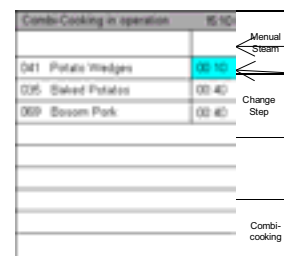 Combi-Cooking in operation 15:10
Menual
Steam
041 Potato Wedges 00:10
035 Baked Potatos 00:40
069 Bosom Pork 00:40
Change
Step
Combi-
cooking